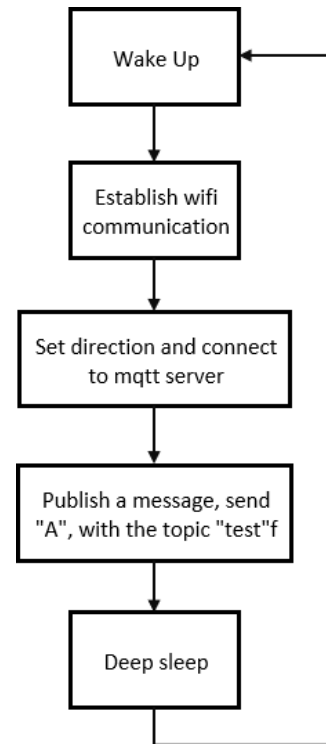 Wake Up
Establish wifi
communication
Set direction and connect
to mqtt server
Publish a message, send
"A", with the topic "test"f
Deep sleep